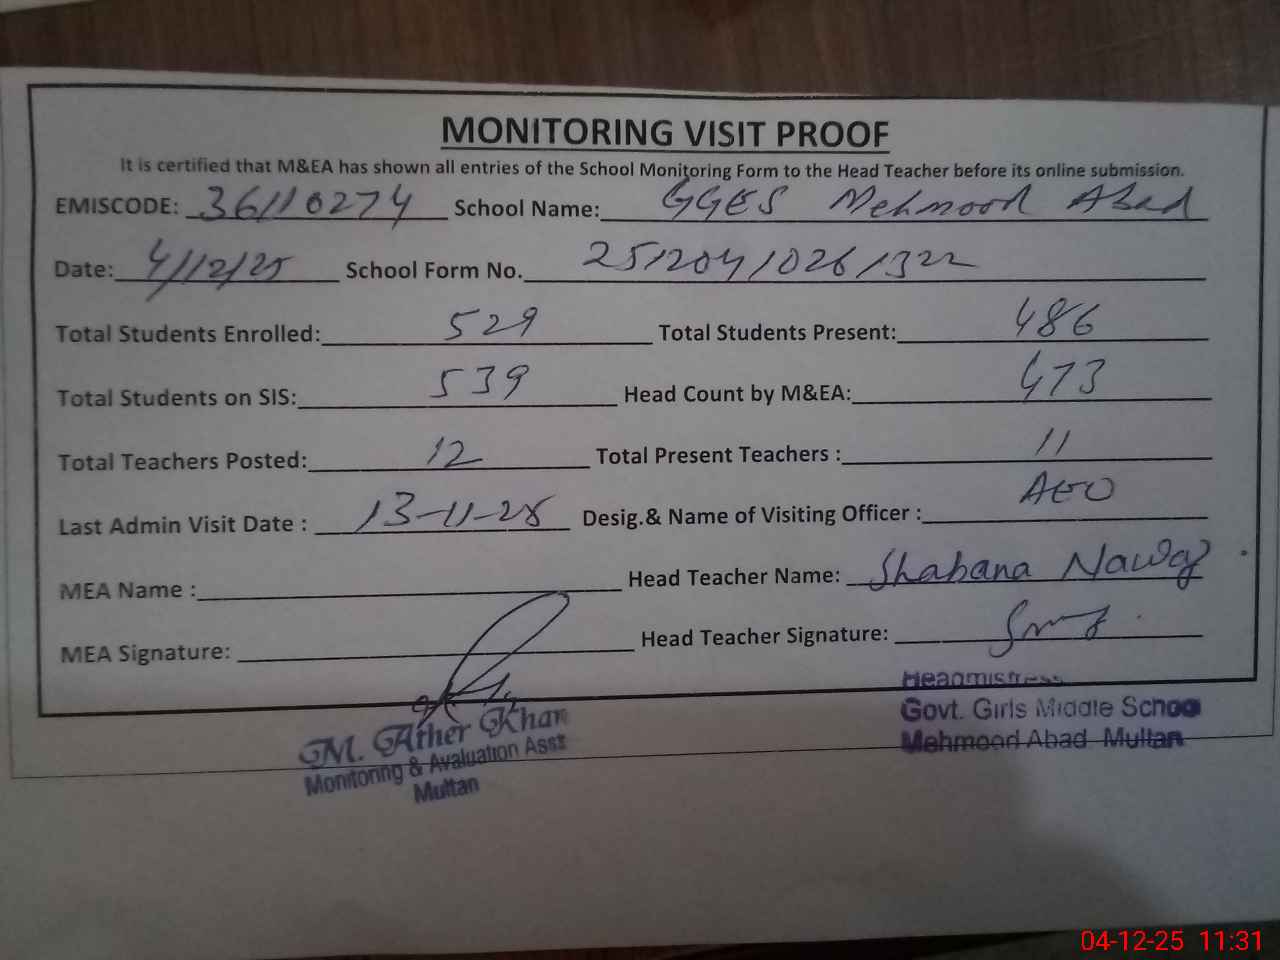 MONITORING VISIT PROOF
It is certified that M&EA has shown all entries of the School Monitoring Form to the Head Teacher before its online submission.
EMISCODE: 36110274 School Name: GGES Mehmood Abad
Date: 4/12/25 School Form No. 251204/026/322
Total Students Enrolled: 529 Total Students Present: 486
Total Students on SIS: 539 Head Count by M&EA: 473
Total Teachers Posted: 12 Total Present Teachers : 11
Last Admin Visit Date : 13-11-25 Desig.& Name of Visiting Officer : AEO
MEA Name : Head Teacher Name: Shabana Nawaz
MEA Signature: Head Teacher Signature:
M. Ather Khan
Monitoring & Avaluation Asst
Multan
Headmistress
Govt. Girls Middle School
Mehmood Abad Multan
04-12-25 11:31